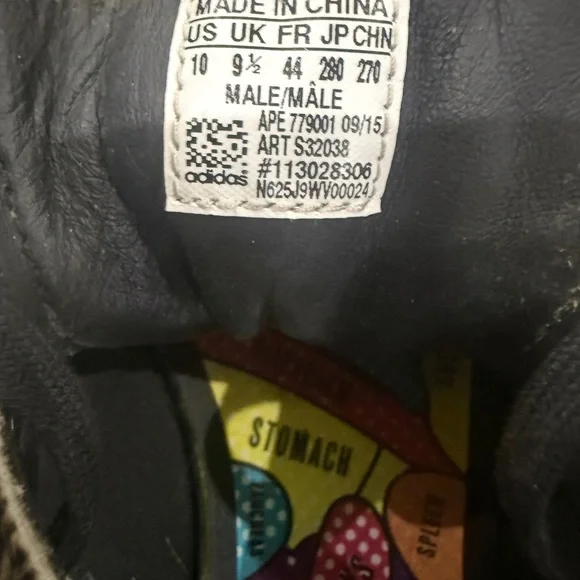 MADE IN CHINA
US UK FR JP CHN
10 9½ 44 280 270
MALE/MÂLE
APE 779001 09/15
ART S32038
#113028306
adidas
N625J9WV00024
STOMACH
SPLEEN